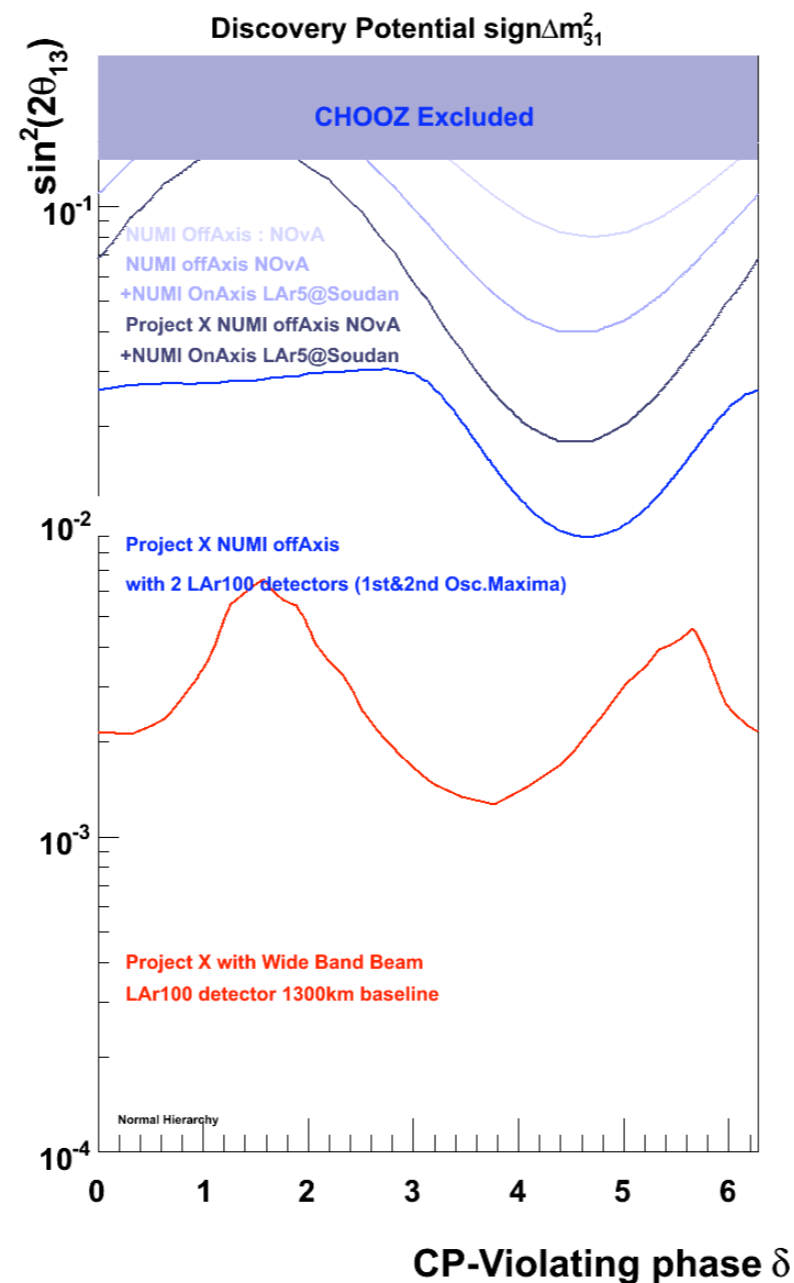 Discovery Potential signΔm²₃₁
sin²(2θ₁₃)
CHOOZ Excluded
10⁻¹
NUMI OffAxis : NOvA
NUMI offAxis NOvA
+NUMI OnAxis LAr5@Soudan
Project X NUMI offAxis NOvA
+NUMI OnAxis LAr5@Soudan
10⁻²
Project X NUMI offAxis
with 2 LAr100 detectors (1st&2nd Osc.Maxima)
10⁻³
Project X with Wide Band Beam
LAr100 detector 1300km baseline
Normal Hierarchy
10⁻⁴
0 1 2 3 4 5 6
CP-Violating phase δ